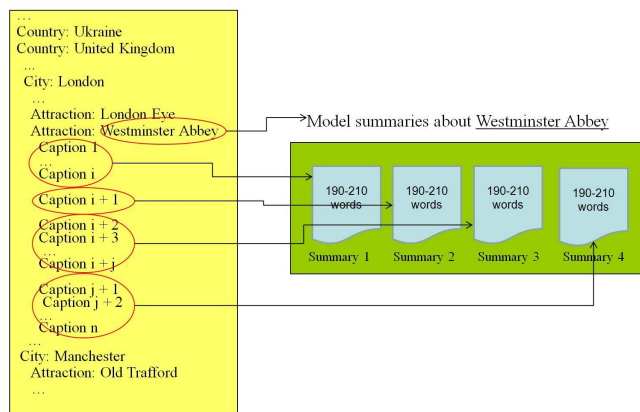 …
Country: Ukraine
Country: United Kingdom
…
City: London
…
Attraction: London Eye
Attraction: Westminster Abbey
Caption 1
…
Caption i
Caption i + 1
Caption i + 2
Caption i + 3
…
Caption i + j
Caption j + 1
Caption j + 2
…
Caption n
…
City: Manchester
Attraction: Old Trafford
…
Model summaries about Westminster Abbey
190-210
words
190-210
words
190-210
words
190-210
words
Summary 1
Summary 2
Summary 3
Summary 4